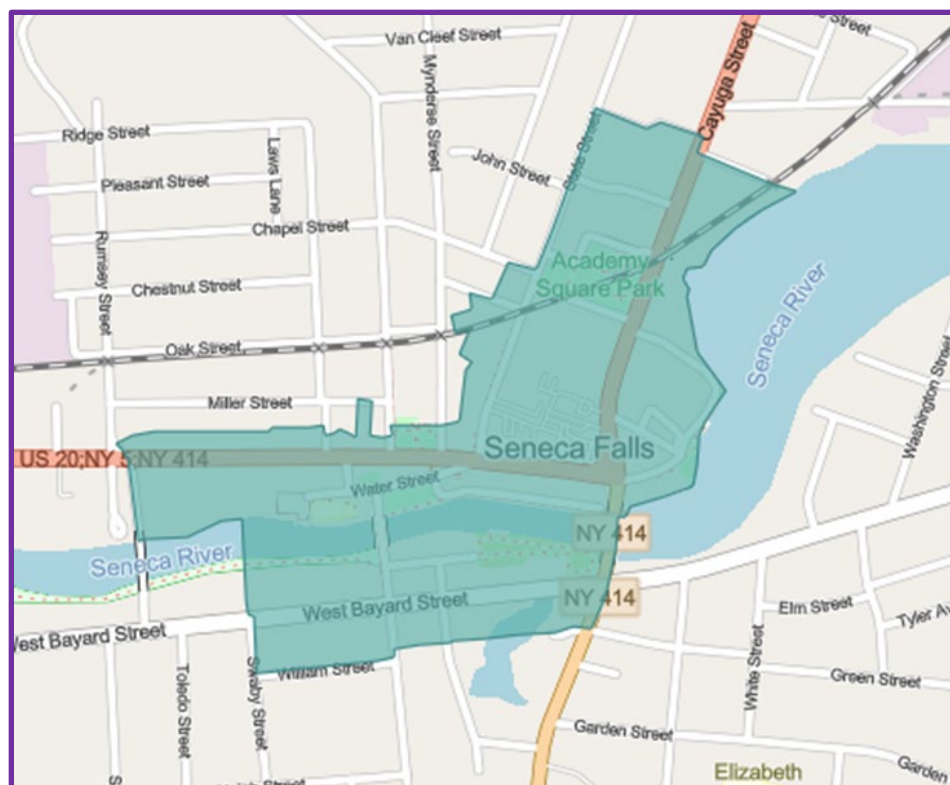 Van Cleef Street
Mynderse Street
Cayuga Street
Ridge Street
Laws Lane
John Street
State Street
Pleasant Street
Chapel Street
Rumsey Street
Academy
Square Park
Chestnut Street
Seneca River
Oak Street
Washington Street
Miller Street
Seneca Falls
US 20;NY 5;NY 414
Water Street
NY 414
Seneca River
NY 414
West Bayard Street
Elm Street
Tyler Av
West Bayard Street
William Street
Toledo Street
Swaby Street
White Street
Green Street
Garden Street
Garden
Elizabeth
Street
S